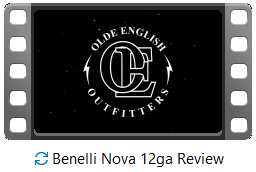 OLDE ENGLISH
OE
OUTFITTERS
Benelli Nova 12ga Review